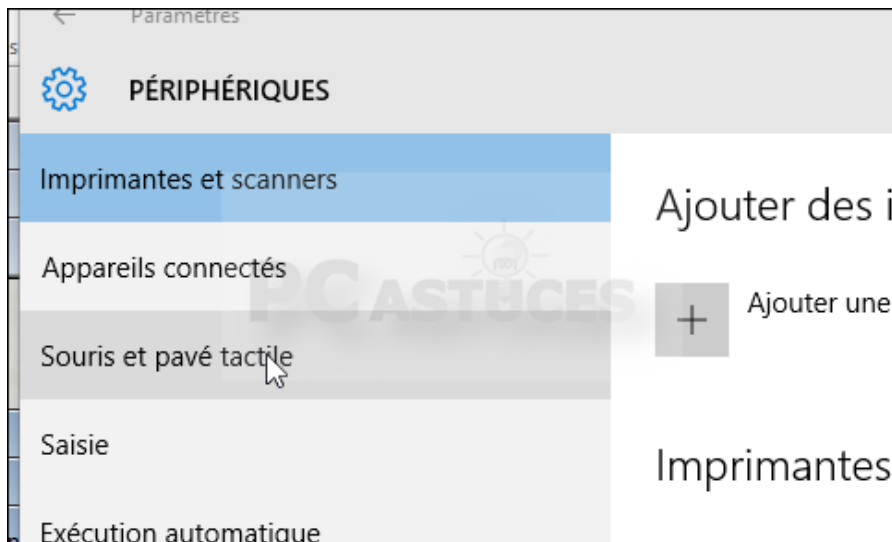 Paramètres
PÉRIPHÉRIQUES
Imprimantes et scanners
Appareils connectés
Souris et pavé tactile
Saisie
Exécution automatique
Ajouter des i
Ajouter une
Imprimantes
PC ASTUCES